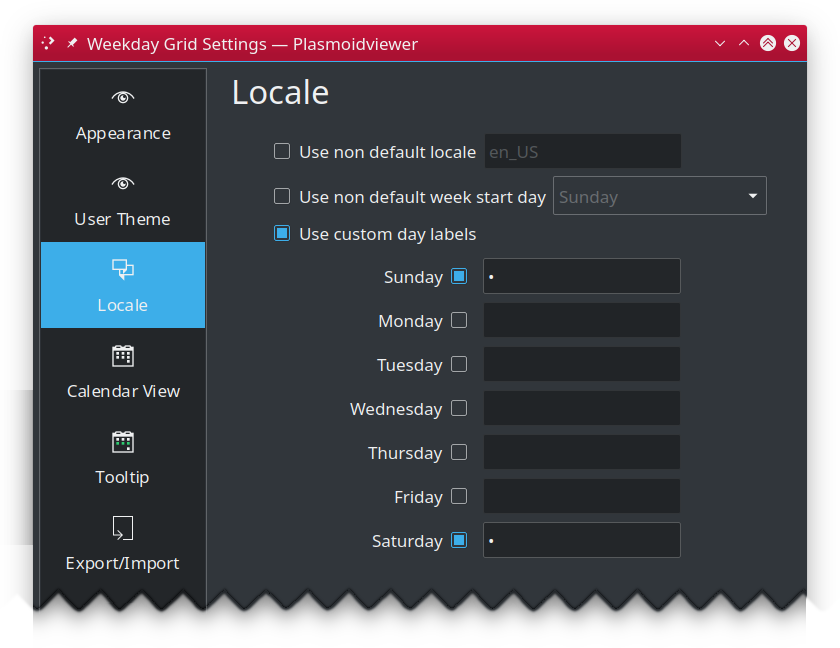 Weekday Grid Settings — Plasmoidviewer
Appearance
User Theme
Locale
Calendar View
Tooltip
Export/Import
Locale
Use non default locale en_US
Use non default week start day Sunday
Use custom day labels
Sunday •
Monday
Tuesday
Wednesday
Thursday
Friday
Saturday •